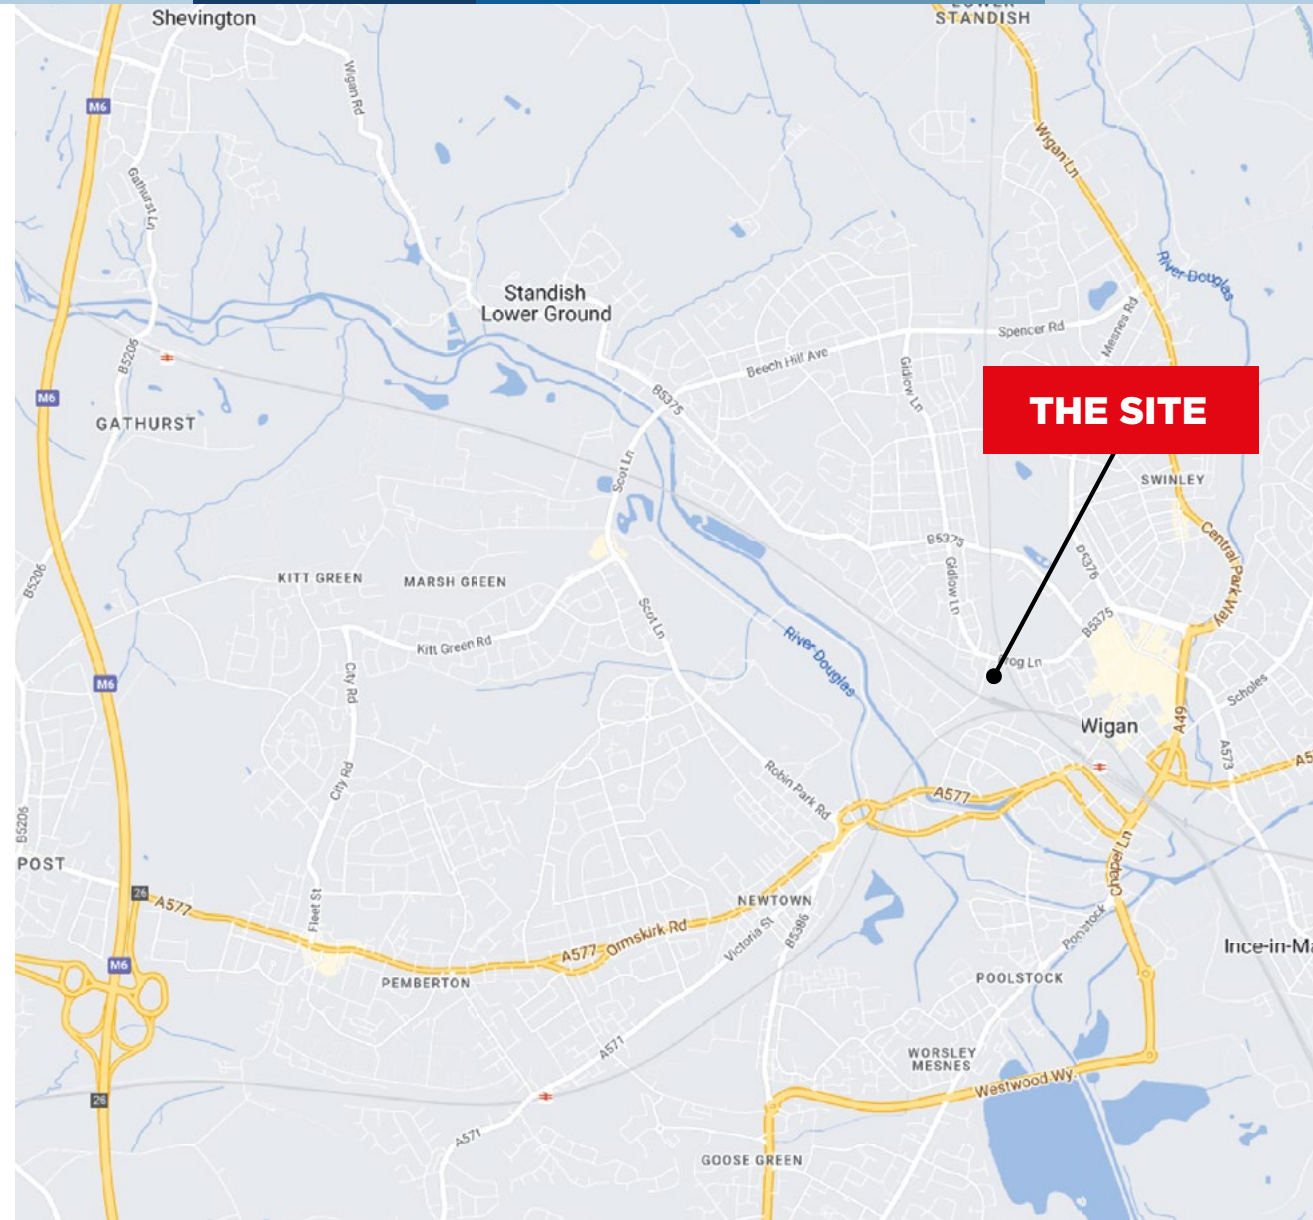 Shevington
LOWER
STANDISH
Wigan Rd
M6
Wigan Ln
Gathurst Ln
River Douglas
Standish
Lower Ground
Spencer Rd
Mesnes Rd
B5206
Beech Hill Ave
Gidlow Ln
M6
B5375
THE SITE
GATHURST
Scot Ln
SWINLEY
B5375
Central Park Way
B5376
B5206
KITT GREEN
MARSH GREEN
Gidlow Ln
Scot Ln
B5375
Kitt Green Rd
River Douglas
Frog Ln
City Rd
M6
Scholes
A49
Wigan
A573
City Rd
Robin Park Rd
A5
A577
B5206
POST
Chapel Ln
26
A577
Fleet St
NEWTOWN
Ormskirk Rd
A577
Victoria St
B5386
Poolstock
Ince-in-Ma
M6
PEMBERTON
POOLSTOCK
A571
WORSLEY
MESNES
Westwood Wy
26
A571
GOOSE GREEN